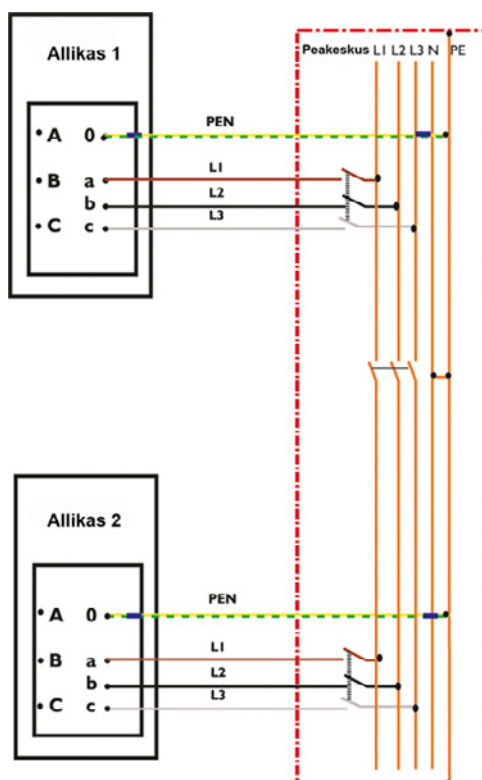 Allikas 1
Peakeskus L1 L2 L3 N PE
PEN
A 0
B a
b
C c
L1
L2
L3
Allikas 2
PEN
A 0
B a
b
C c
L1
L2
L3